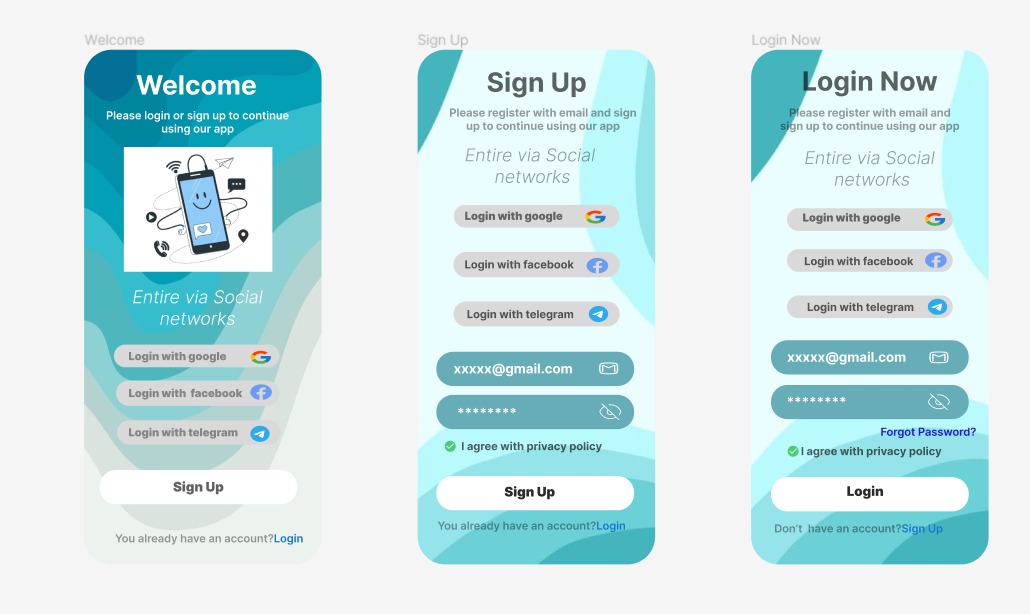 Welcome
Welcome
Please login or sign up to continue
using our app
Entire via Social
networks
Login with google
Login with facebook
Login with telegram
Sign Up
You already have an account?Login
Sign Up
Sign Up
Please register with email and sign
up to continue using our app
Entire via Social
networks
Login with google
Login with facebook
Login with telegram
xxxxx@gmail.com
********
I agree with privacy policy
Sign Up
You already have an account?Login
Login Now
Login Now
Please register with email and
sign up to continue using our app
Entire via Social
networks
Login with google
Login with facebook
Login with telegram
xxxxx@gmail.com
********
Forgot Password?
I agree with privacy policy
Login
Don't have an account?Sign Up